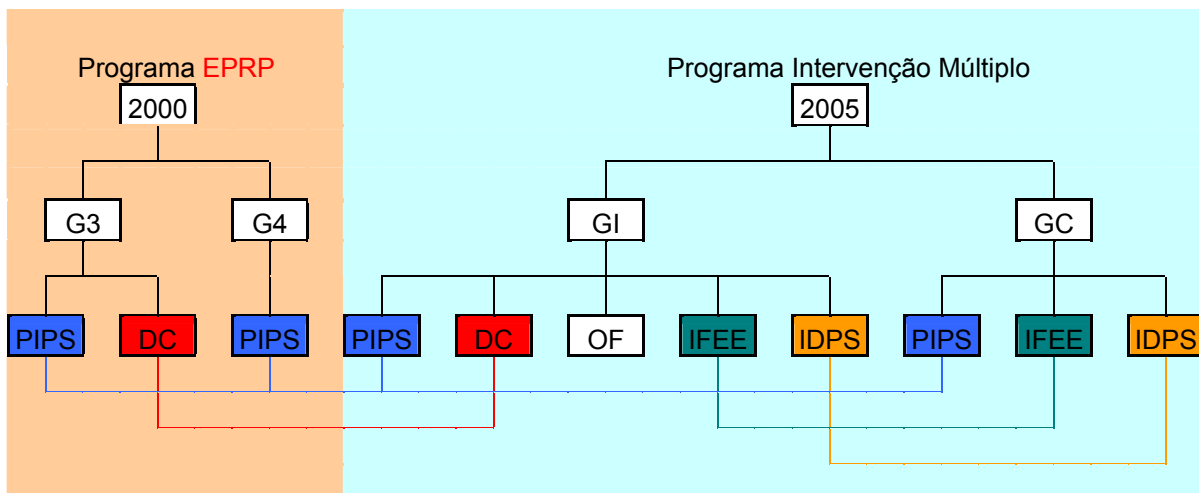 Programa EPRP
Programa Intervenção Múltiplo
2000
2005
G3
G4
GI
GC
PIPS
DC
PIPS
PIPS
DC
OF
IFEE
IDPS
PIPS
IFEE
IDPS